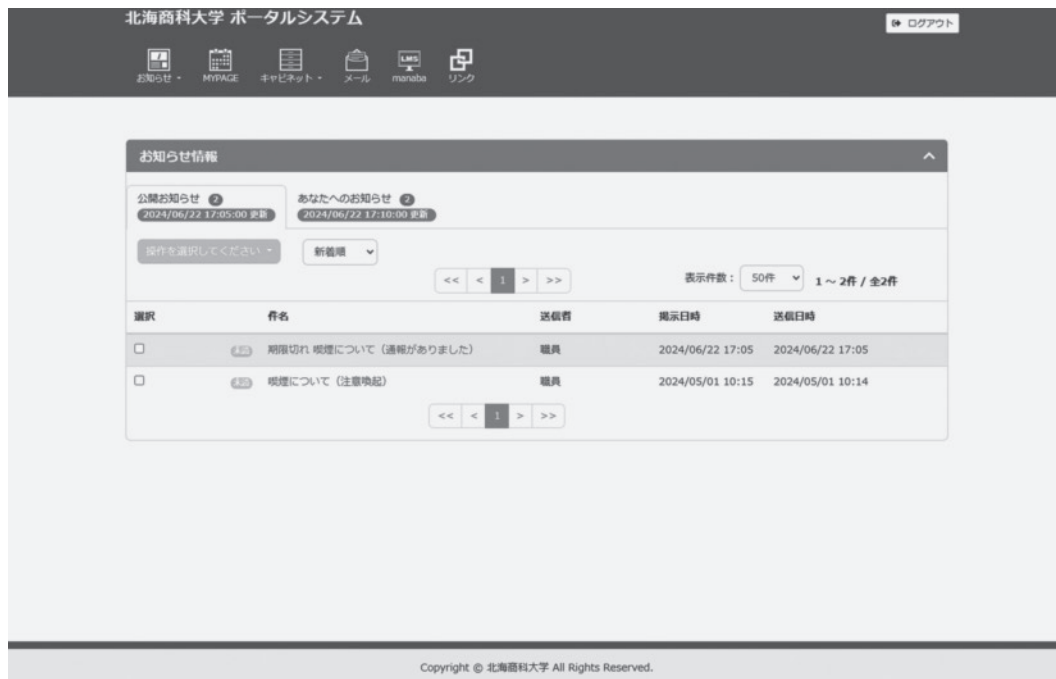 北海商科大学 ポータルシステム
ログアウト
お知らせ MYPAGE キャビネット メール LMS manaba リンク
お知らせ情報
公開お知らせ 2 あなたへのお知らせ 2
2024/06/22 17:05:00 更新 2024/06/22 17:10:00 更新
操作を選択してください 新着順
<< < 1 > >> 表示件数： 50件 1 ～ 2件 / 全2件
選択 件名 送信者 掲示日時 送信日時
未読 期限切れ 喫煙について（通報がありました） 職員 2024/06/22 17:05 2024/06/22 17:05
未読 喫煙について（注意喚起） 職員 2024/05/01 10:15 2024/05/01 10:14
<< < 1 > >>
Copyright © 北海商科大学 All Rights Reserved.